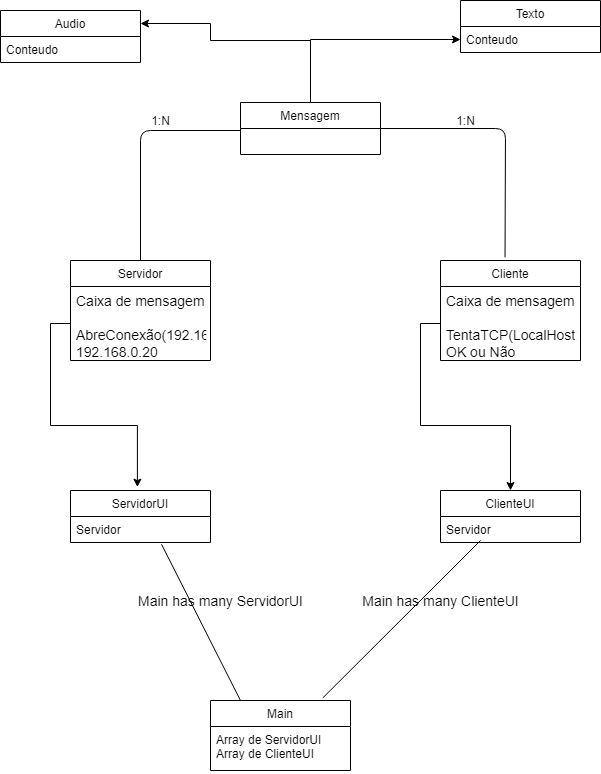 Audio
Conteudo
Texto
Conteudo
Mensagem
1:N
1:N
Servidor
Caixa de mensagem
AbreConexão(192.16
192.168.0.20
Cliente
Caixa de mensagem
TentaTCP(LocalHost
OK ou Não
ServidorUI
Servidor
ClienteUI
Servidor
Main has many ServidorUI
Main has many ClienteUI
Main
Array de ServidorUI
Array de ClienteUI